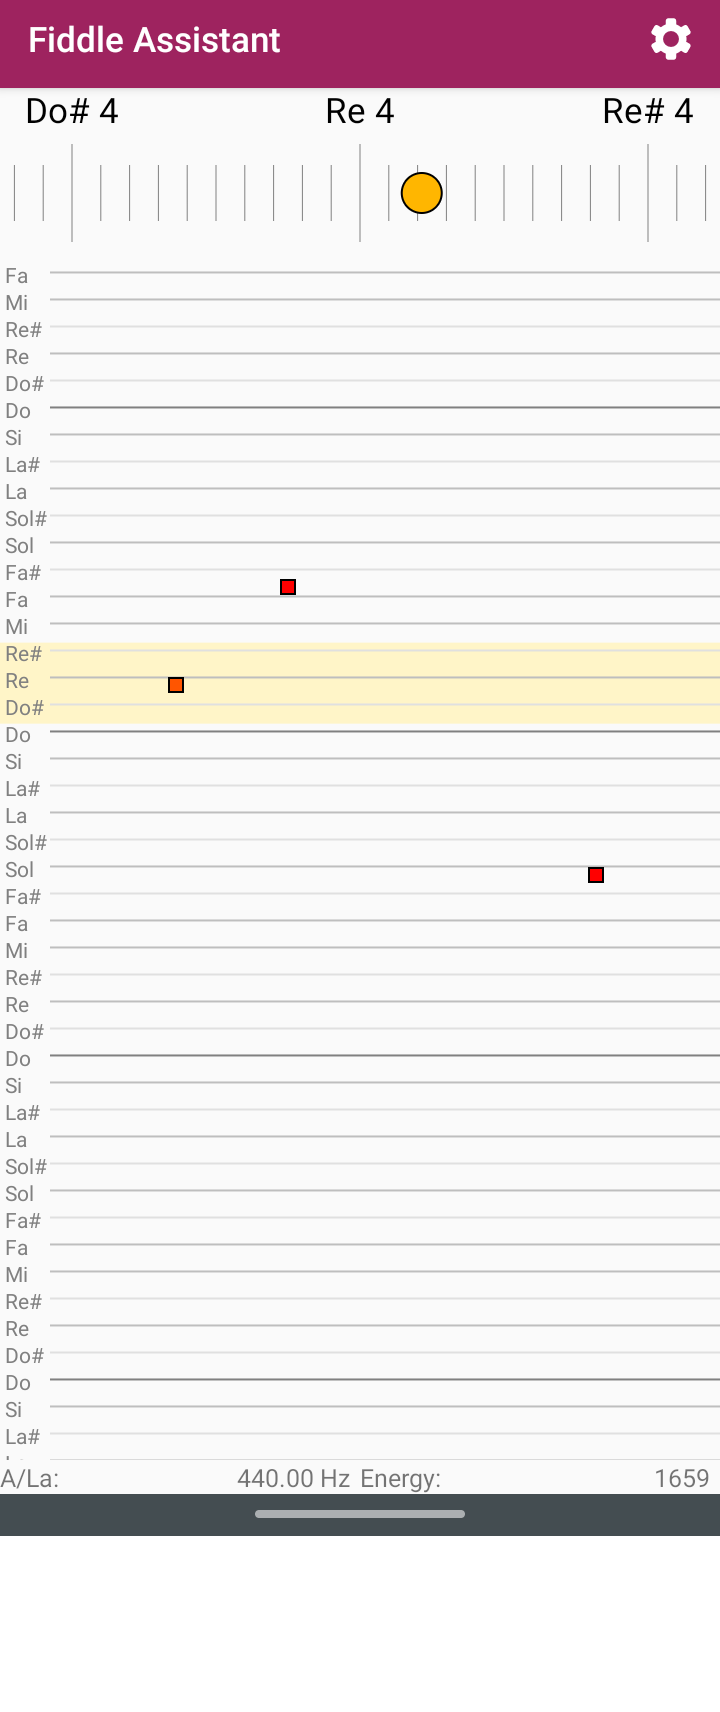 Fiddle Assistant
Do# 4 Re 4 Re# 4
Fa
Mi
Re#
Re
Do#
Do
Si
La#
La
Sol#
Sol
Fa#
Fa
Mi
Re#
Re
Do#
Do
Si
La#
La
Sol#
Sol
Fa#
Fa
Mi
Re#
Re
Do#
Do
Si
La#
La
Sol#
Sol
Fa#
Fa
Mi
Re#
Re
Do#
Do
Si
La#
A/La: 440.00 Hz Energy: 1659